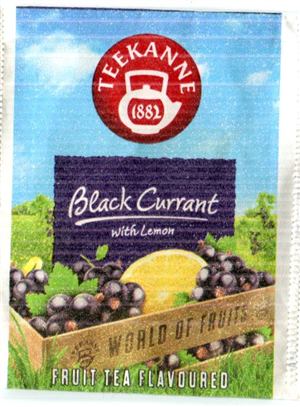 TEEKANNE
1882
Black Currant
with Lemon
WORLD OF FRUITS
FRUIT TEA FLAVOURED